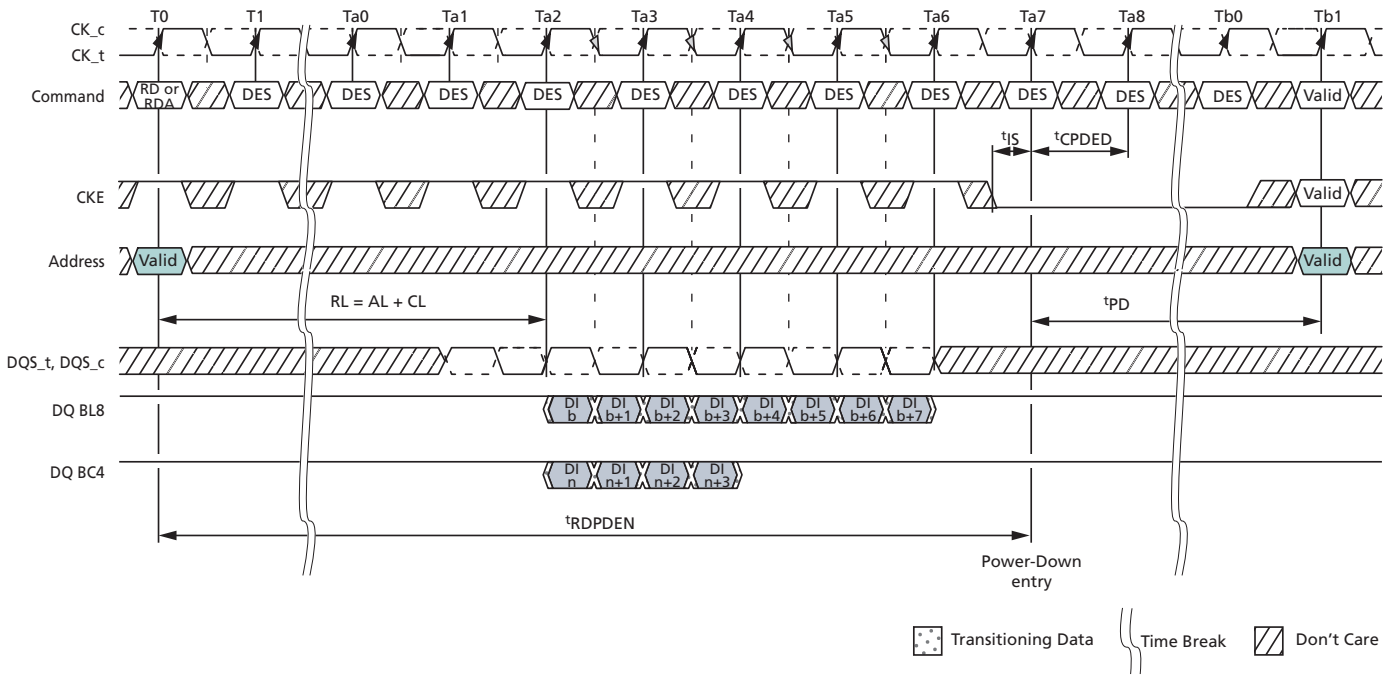 T0 T1 Ta0 Ta1 Ta2 Ta3 Ta4 Ta5 Ta6 Ta7 Ta8 Tb0 Tb1
CK_c
CK_t
Command RD or RDA DES DES DES DES DES DES DES DES DES DES DES Valid
tIS tCPDED
CKE Valid
Address Valid Valid
RL = AL + CL tPD
DQS_t, DQS_c
DQ BL8 DI b DI b+1 DI b+2 DI b+3 DI b+4 DI b+5 DI b+6 DI b+7
DQ BC4 DI n DI n+1 DI n+2 DI n+3
tRDPDEN
Power-Down
entry
Transitioning Data Time Break Don't Care